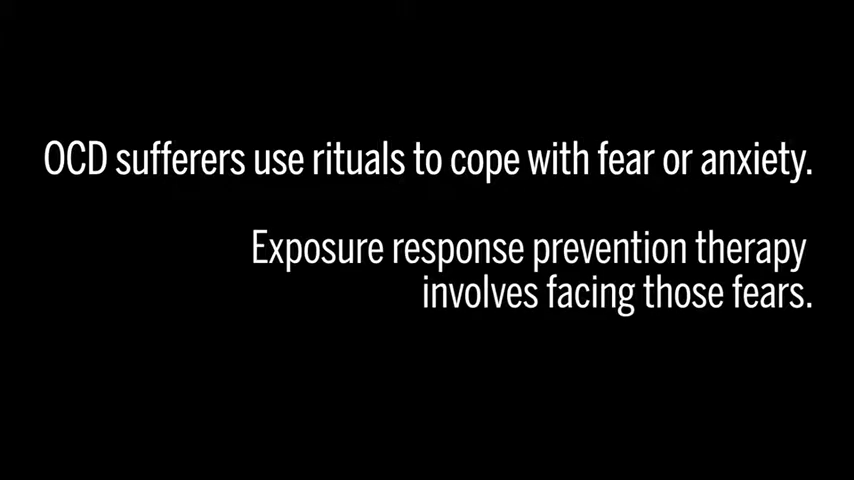 OCD sufferers use rituals to cope with fear or anxiety.
Exposure response prevention therapy
involves facing those fears.